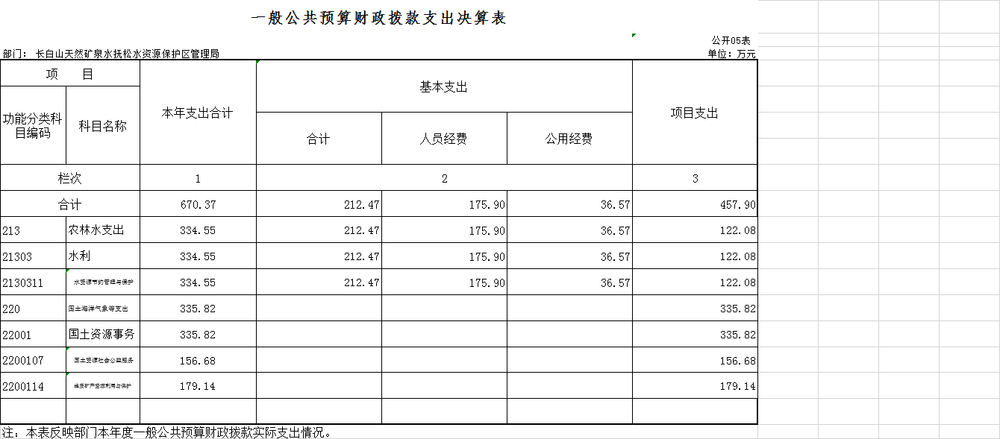 一般公共预算财政拨款支出决算表
公开05表
部门： 长白山天然矿泉水抚松水资源保护区管理局 单位：万元
项 目 本年支出合计 基本支出 项目支出
功能分类科目编码 科目名称 合计 人员经费 公用经费
栏次 1 2 3
合计 670.37 212.47 175.90 36.57 457.90
213 农林水支出 334.55 212.47 175.90 36.57 122.08
21303 水利 334.55 212.47 175.90 36.57 122.08
2130311 水资源节约管理与保护 334.55 212.47 175.90 36.57 122.08
220 国土海洋气象等支出 335.82 335.82
22001 国土资源事务 335.82 335.82
2200107 国土资源社会公益服务 156.68 156.68
2200114 地质矿产资源利用与保护 179.14 179.14
注：本表反映部门本年度一般公共预算财政拨款实际支出情况。